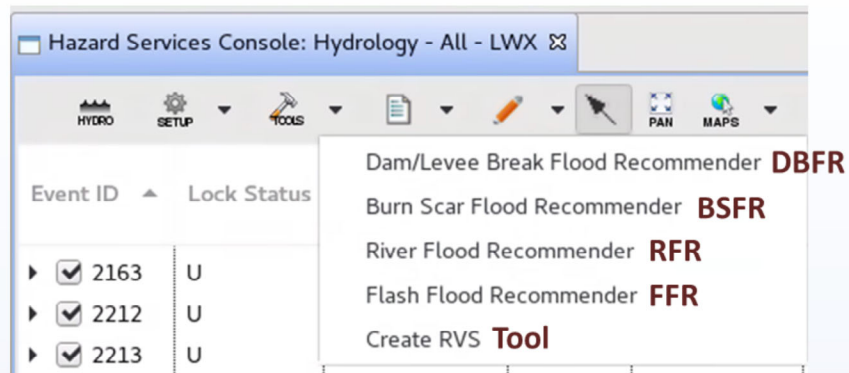 Hazard Services Console: Hydrology - All - LWX
HYDRO SETUP TOOLS PAN MAPS
Dam/Levee Break Flood Recommender DBFR
Event ID Lock Status
Burn Scar Flood Recommender BSFR
River Flood Recommender RFR
2163 U
Flash Flood Recommender FFR
2212 U
Create RVS Tool
2213 U